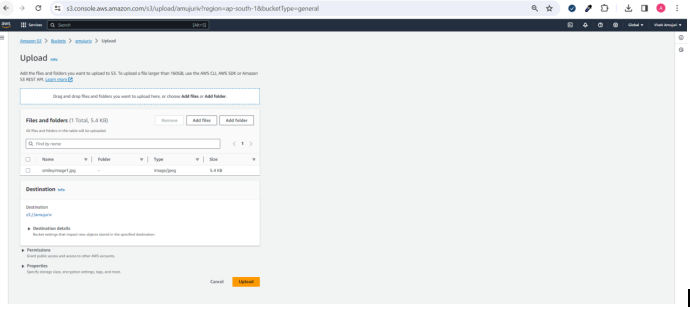 s3.console.aws.amazon.com/s3/upload/amujuriv?region=ap-south-1&bucketType=general
aws Services Search [Alt+S] Global Vivek Amujuri
Amazon S3 > Buckets > amujuriv > Upload
Upload Info
Add the files and folders you want to upload to S3. To upload a file larger than 160GB, use the AWS CLI, AWS SDK or Amazon
S3 REST API. Learn more
Drag and drop files and folders you want to upload here, or choose Add files or Add folder.
Files and folders (1 Total, 5.4 KB) Remove Add files Add folder
All files and folders in this table will be uploaded.
Find by name < 1 >
Name Folder Type Size
smileyimage1.jpg - image/jpeg 5.4 KB
Destination Info
Destination
s3://amujuriv
Destination details
Bucket settings that impact new objects stored in the specified destination.
Permissions
Grant public access and access to other AWS accounts.
Properties
Specify storage class, encryption settings, tags, and more.
Cancel Upload